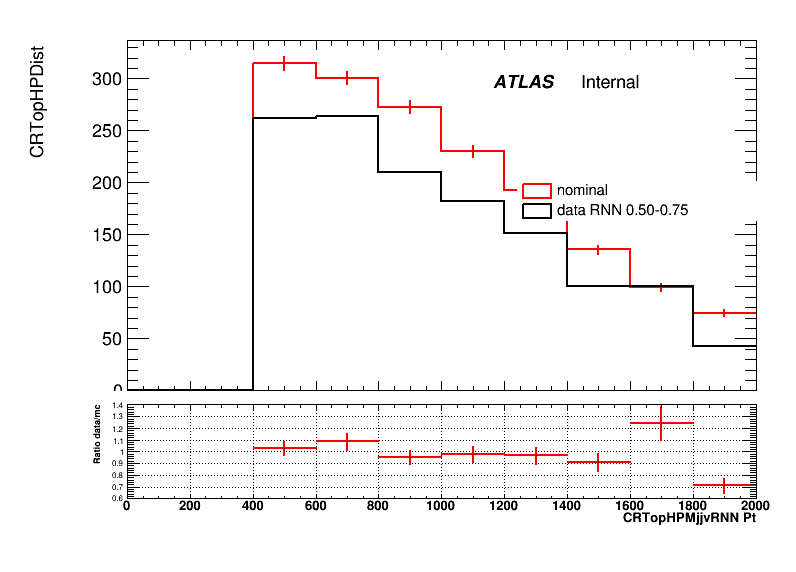 CRTopHPDist
ATLAS Internal
300
250
200
150
100
50
0
nominal
data RNN 0.50-0.75
Ratio data/mc
1.4
1.3
1.2
1.1
1
0.9
0.8
0.7
0.6
0 200 400 600 800 1000 1200 1400 1600 1800 2000
CRTopHPMjjvRNN Pt